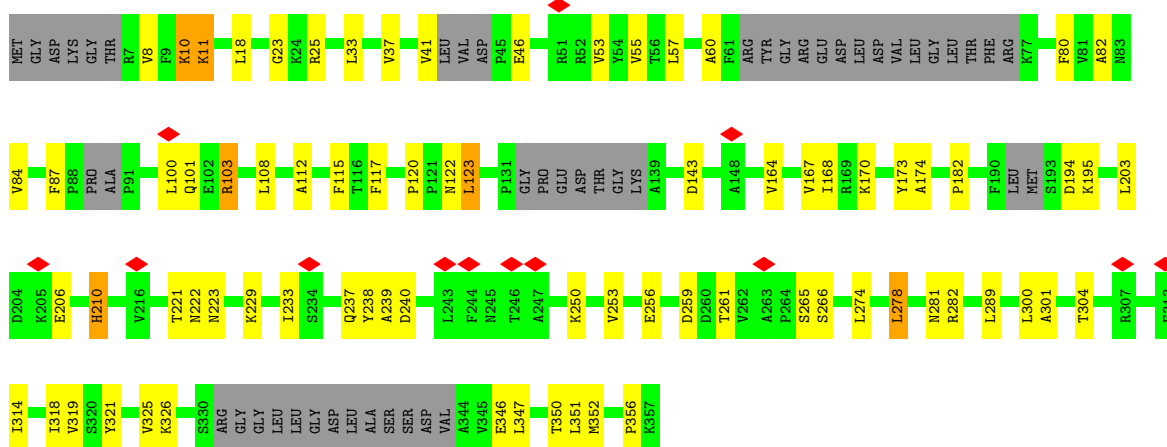 MET GLY ASP LYS GLY THR R7 V8 F9 K10 K11 L18 G23 K24 R25 L33 V37 V41 LEU VAL ASP P45 E46 R51 R52 V53 Y54 V55 T56 L57 A60 F61 ARG TYR GLY ARG GLU ASP LEU ASP VAL LEU GLY LEU THR PHE ARG K77 F80 V81 A82 N83
V84 F87 P88 PRO ALA P91 L100 Q101 E102 R103 L108 A112 F115 T116 F117 P120 P121 N122 L123 P131 GLY PRO GLU ASP THR GLY LYS A139 D143 A148 V164 V167 I168 R169 K170 Y173 A174 P182 F190 LEU MET S193 D194 K195 L203
D204 K205 E206 H210 V216 T221 N222 N223 K229 I233 S234 Q237 Y238 A239 D240 L243 F244 N245 T246 A247 K250 V253 E256 D259 D260 T261 V262 A263 P264 S265 S266 L274 L278 N281 R282 L289 L300 A301 T304 R307
I314 I318 V319 S320 Y321 V325 K326 S330 ARG GLY GLY LEU LEU GLY ASP LEU ALA SER SER ASP VAL A344 V345 E346 L347 T350 L351 M352 P356 K357